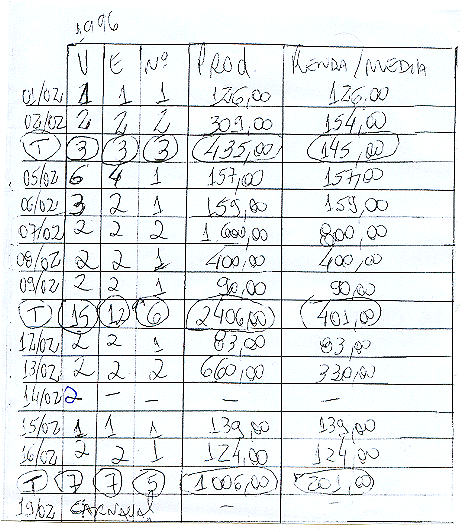 1996
V E Nº PROD. RENDA/MEDIA
01/02 1 1 1 126,00 126.00
02/02 2 2 2 309,00 154,00
T 3 3 3 435,00 145,00
05/02 6 4 1 157,00 157,00
06/02 3 2 1 159,00 159,00
07/02 2 2 2 1600,00 800,00
08/02 2 2 1 400,00 400,00
09/02 2 2 1 90,00 90,00
T 15 12 6 2406,00 401,00
12/02 2 2 1 83,00 83,00
13/02 2 2 2 660,00 330,00
14/02 2 - - - -
15/02 1 1 1 139,00 139,00
16/02 2 2 1 124,00 124,00
T 7 7 5 1006,00 201,00
19/02 CARNAVAL - -